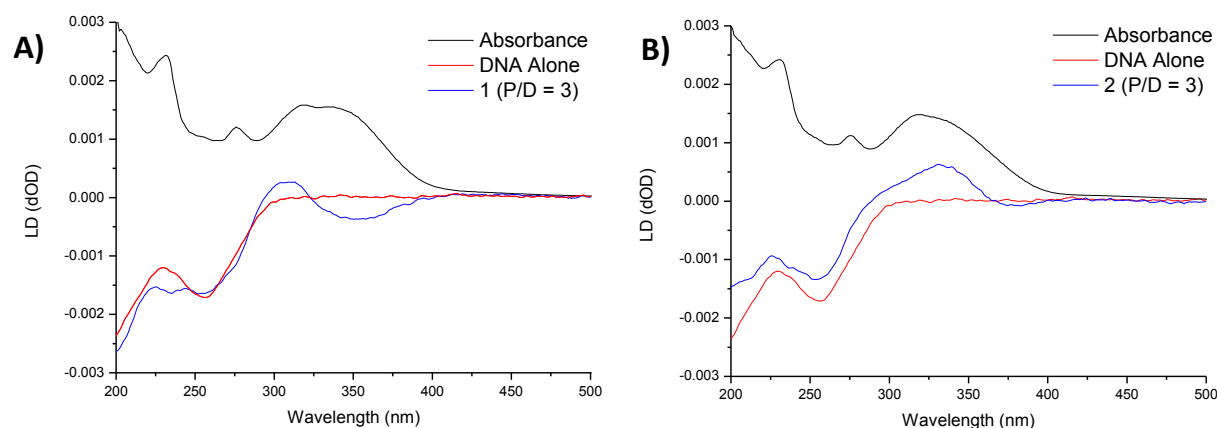 A)
0.003
0.002
0.001
0.000
-0.001
-0.002
-0.003
LD (dOD)
200 250 300 350 400 450 500
Wavelength (nm)
Absorbance
DNA Alone
1 (P/D = 3)
B)
0.003
0.002
0.001
0.000
-0.001
-0.002
-0.003
LD (dOD)
200 250 300 350 400 450 500
Wavelength (nm)
Absorbance
DNA Alone
2 (P/D = 3)